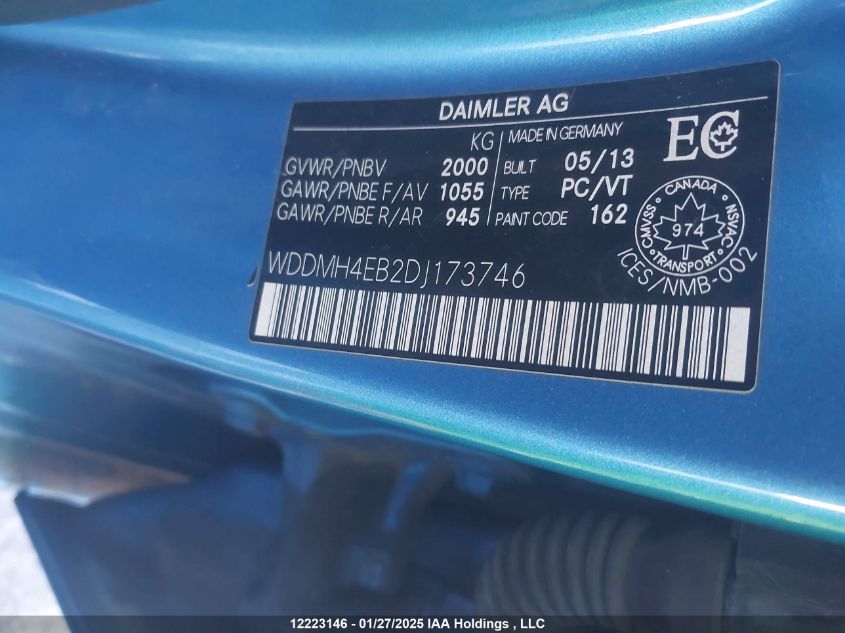 DAIMLER AG
KG MADE IN GERMANY
GVWR/PNBV 2000 BUILT 05/13
GAWR/PNBE F/AV 1055 TYPE PC/VT
GAWR/PNBE R/AR 945 PAINT CODE 162
EC
CANADA
CMVSS 974 NSVAC
TRANSPORT
ICES/NMB-002
WDDMH4EB2DJ173746
12223146 - 01/27/2025 IAA Holdings , LLC